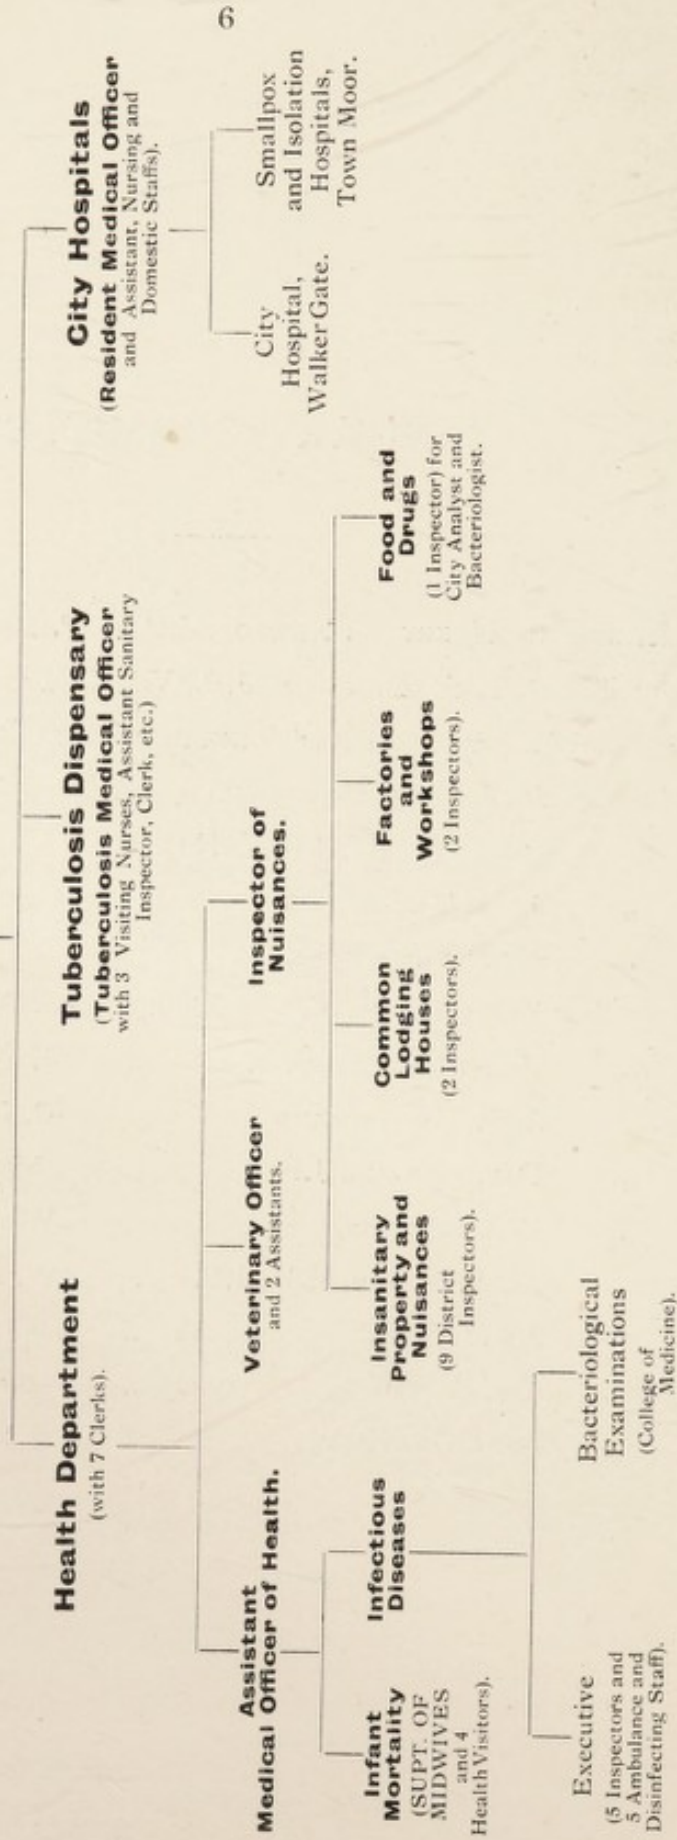 6
Health Department
(with 7 Clerks).
Tuberculosis Dispensary
(Tuberculosis Medical Officer
with 3 Visiting Nurses, Assistant Sanitary
Inspector, Clerk, etc.)
City Hospitals
(Resident Medical Officer
and Assistant, Nursing and
Domestic Staffs).
Assistant
Medical Officer of Health.
Veterinary Officer
and 2 Assistants.
Inspector of
Nuisances.
City
Hospital,
Walker Gate.
Smallpox
and Isolation
Hospitals,
Town Moor.
Infant
Mortality
(SUPT. OF
MIDWIVES
and 4
Health Visitors).
Infectious
Diseases
Insanitary
Property and
Nuisances
(9 District
Inspectors).
Common
Lodging
Houses
(2 Inspectors).
Factories
and
Workshops
(2 Inspectors).
Food and
Drugs
(1 Inspector) for
City Analyst and
Bacteriologist.
Executive
(5 Inspectors and
5 Ambulance and
Disinfecting Staff).
Bacteriological
Examinations
(College of
Medicine).